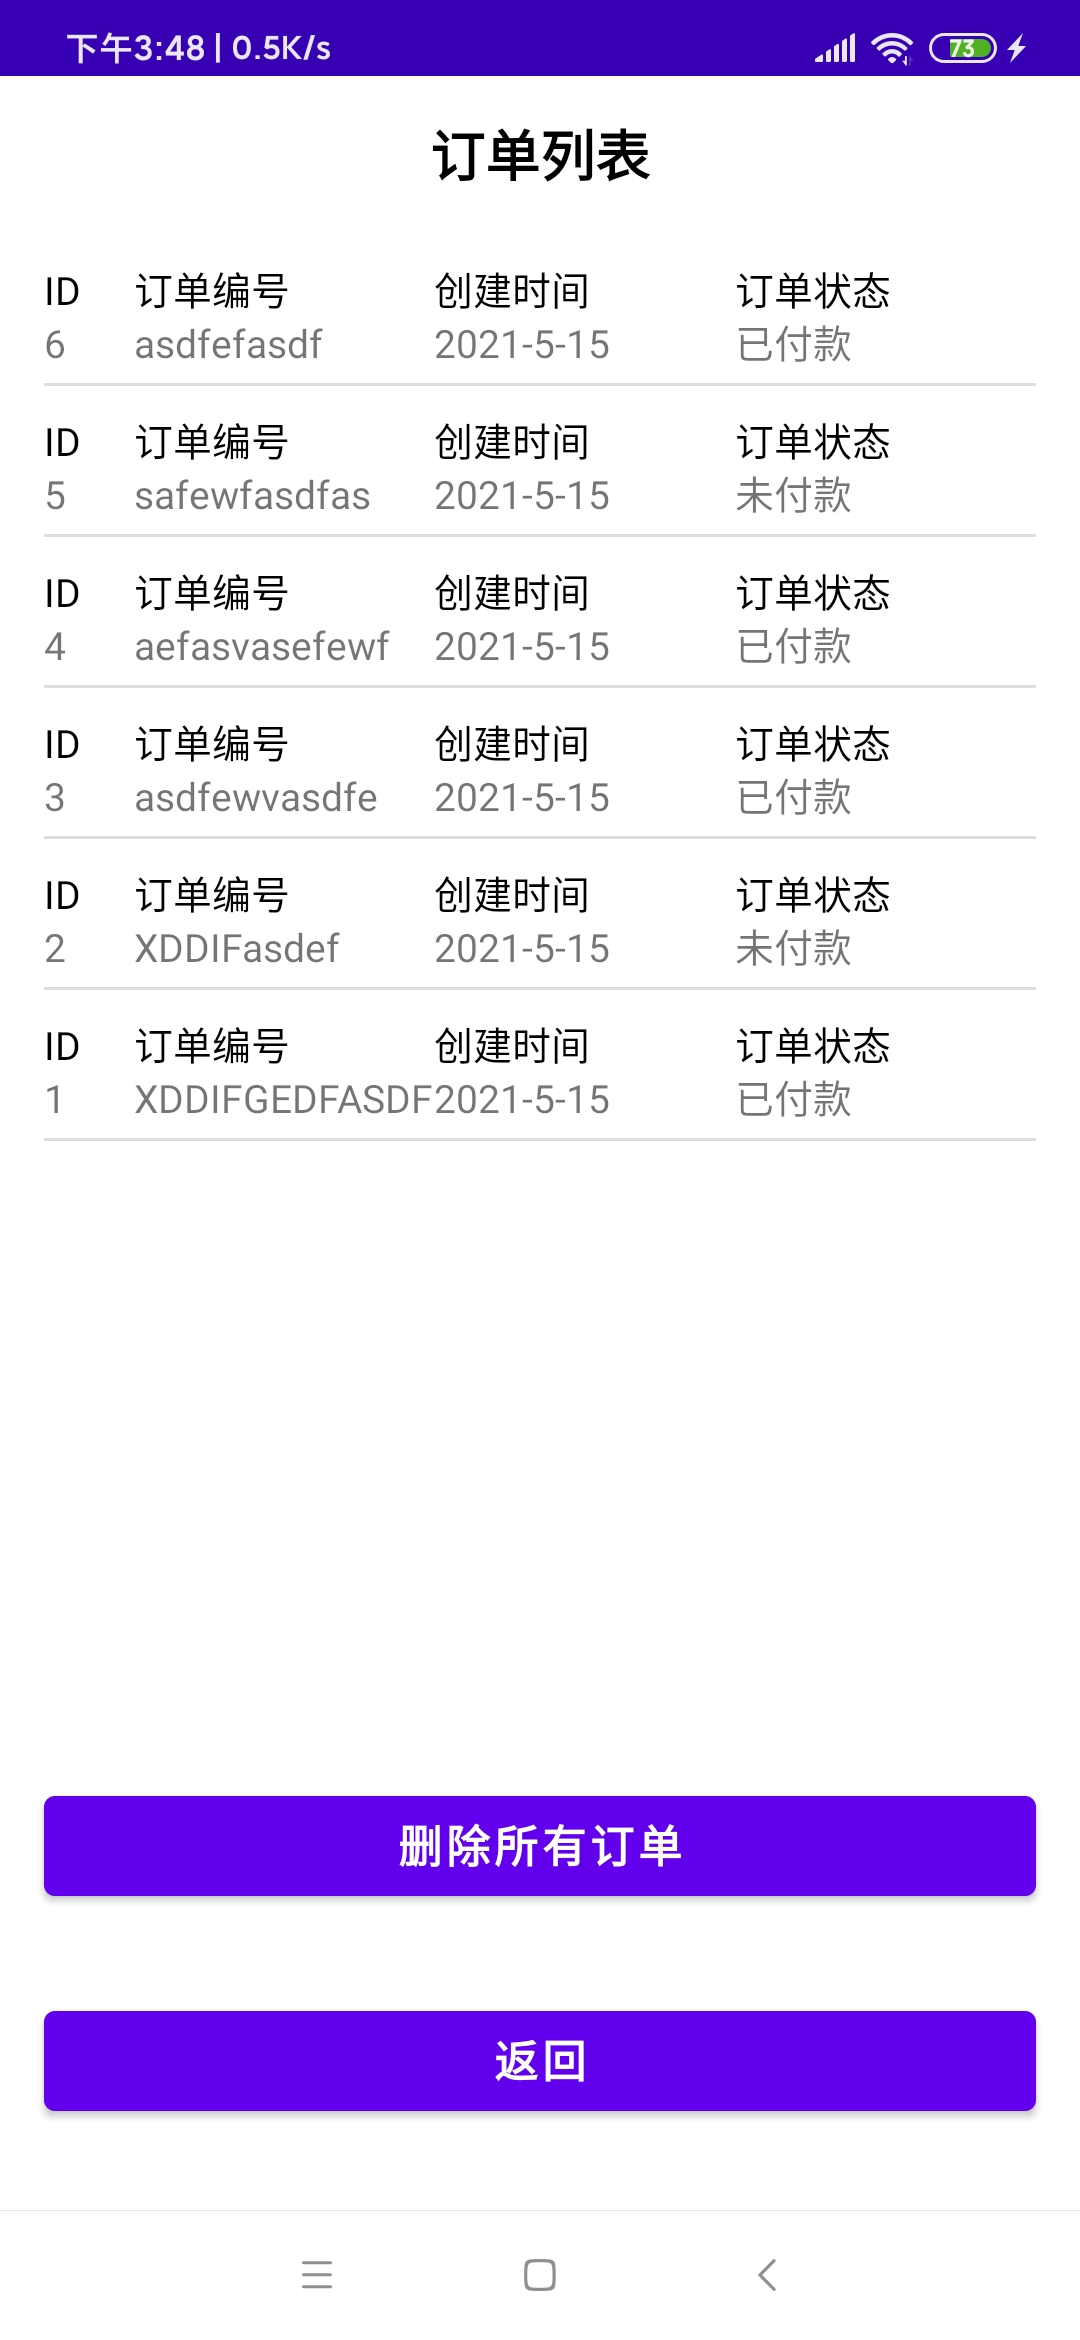 下午3:48 | 0.5K/s 73
订单列表
ID 订单编号 创建时间 订单状态
6 asdfefasdf 2021-5-15 已付款
ID 订单编号 创建时间 订单状态
5 safewfasdfas 2021-5-15 未付款
ID 订单编号 创建时间 订单状态
4 aefasvasefewf 2021-5-15 已付款
ID 订单编号 创建时间 订单状态
3 asdfewvasdfe 2021-5-15 已付款
ID 订单编号 创建时间 订单状态
2 XDDIFasdef 2021-5-15 未付款
ID 订单编号 创建时间 订单状态
1 XDDIFGEDFASDF 2021-5-15 已付款
删除所有订单
返回